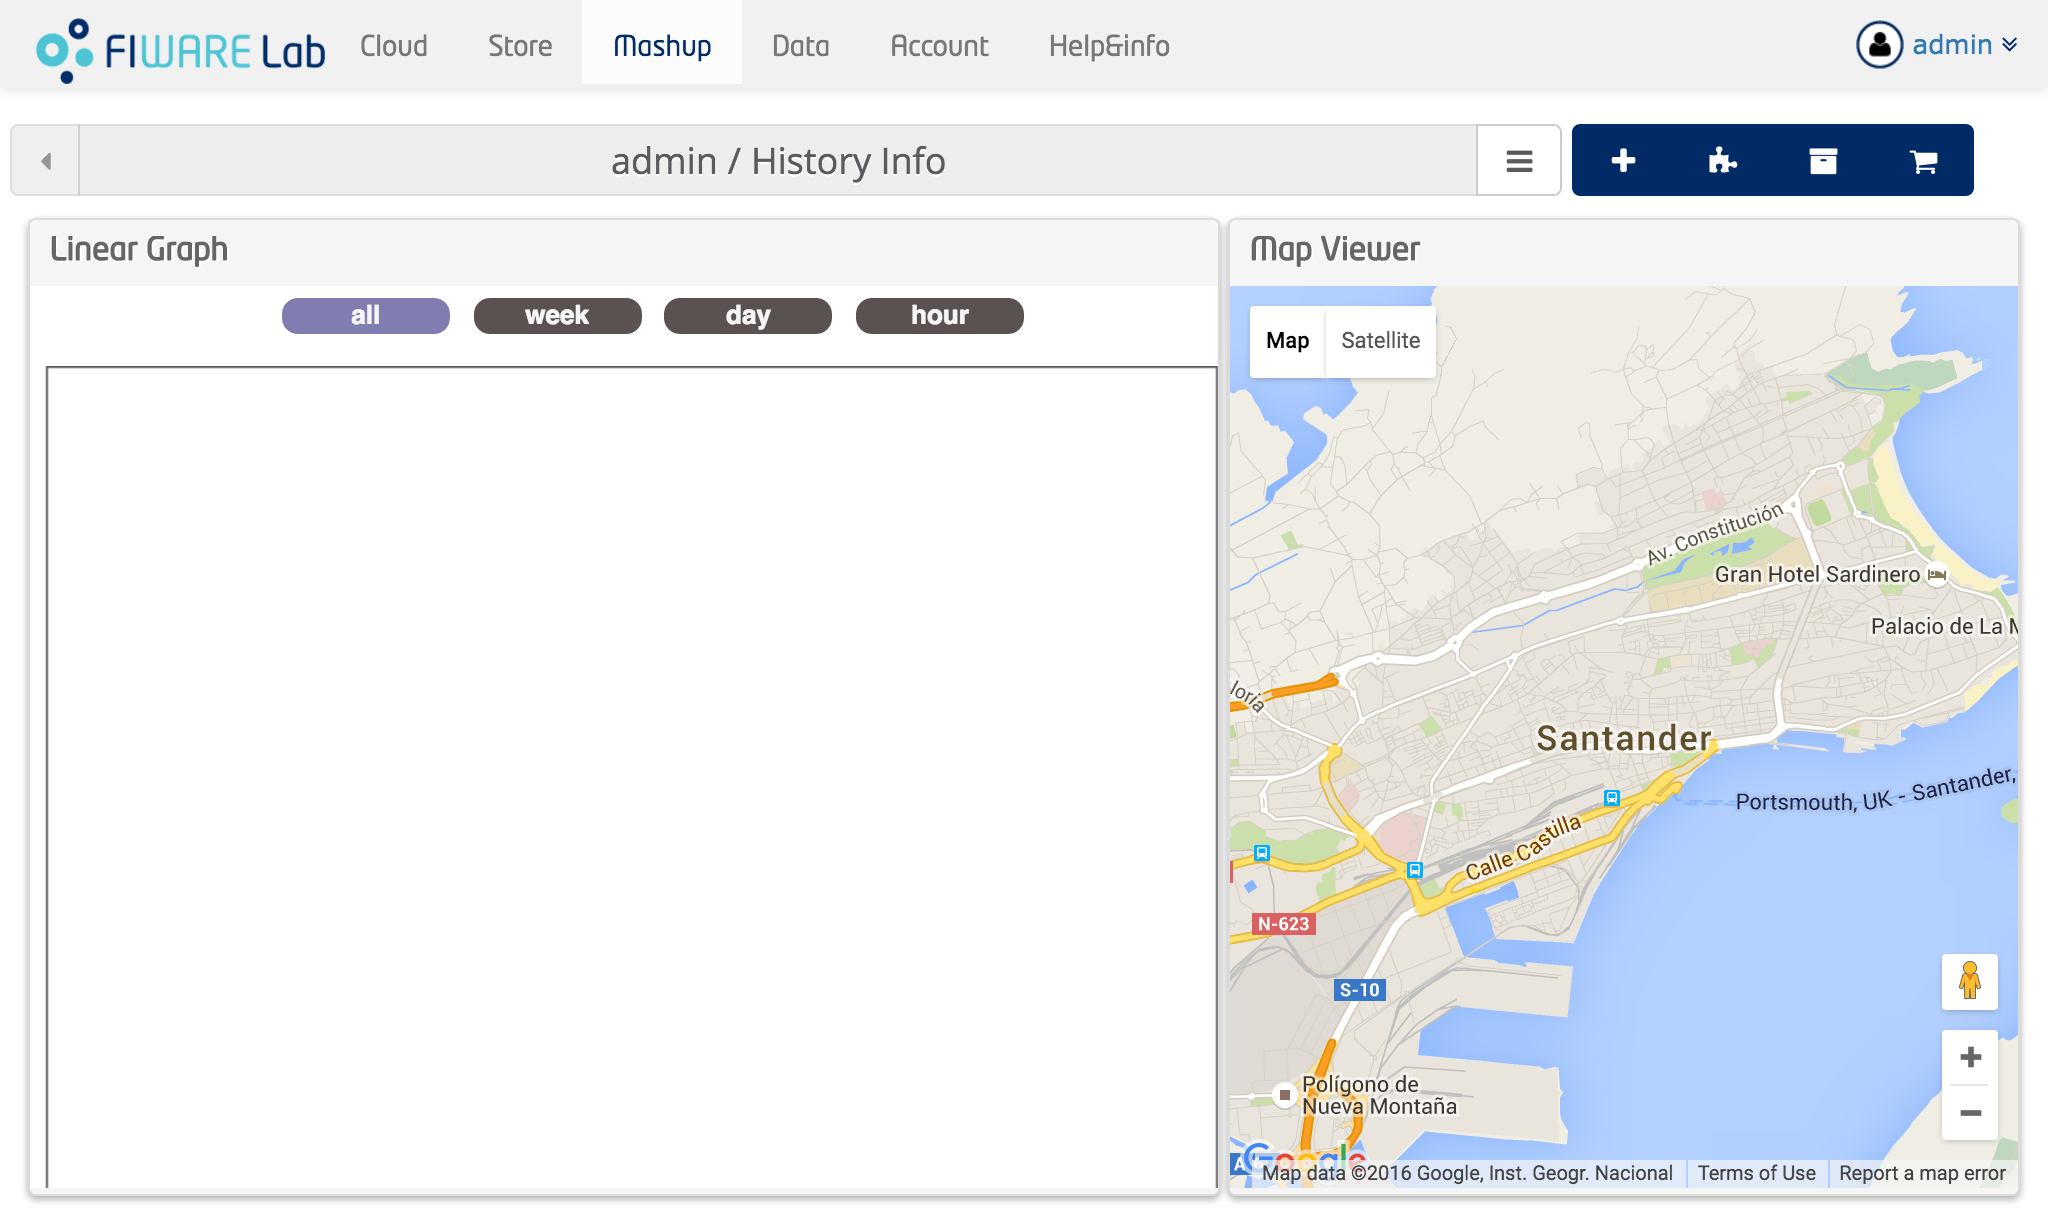 FIWARE Lab Cloud Store Mashup Data Account Help&info admin
admin / History Info
Linear Graph
all week day hour
Map Viewer
Map Satellite
Av. Constitución
Gran Hotel Sardinero
Palacio de La
Santander
Portsmouth, UK - Santander,
Calle Castilla
N-623
S-10
Polígono de
Nueva Montaña
Google
Map data ©2016 Google, Inst. Geogr. Nacional Terms of Use Report a map error